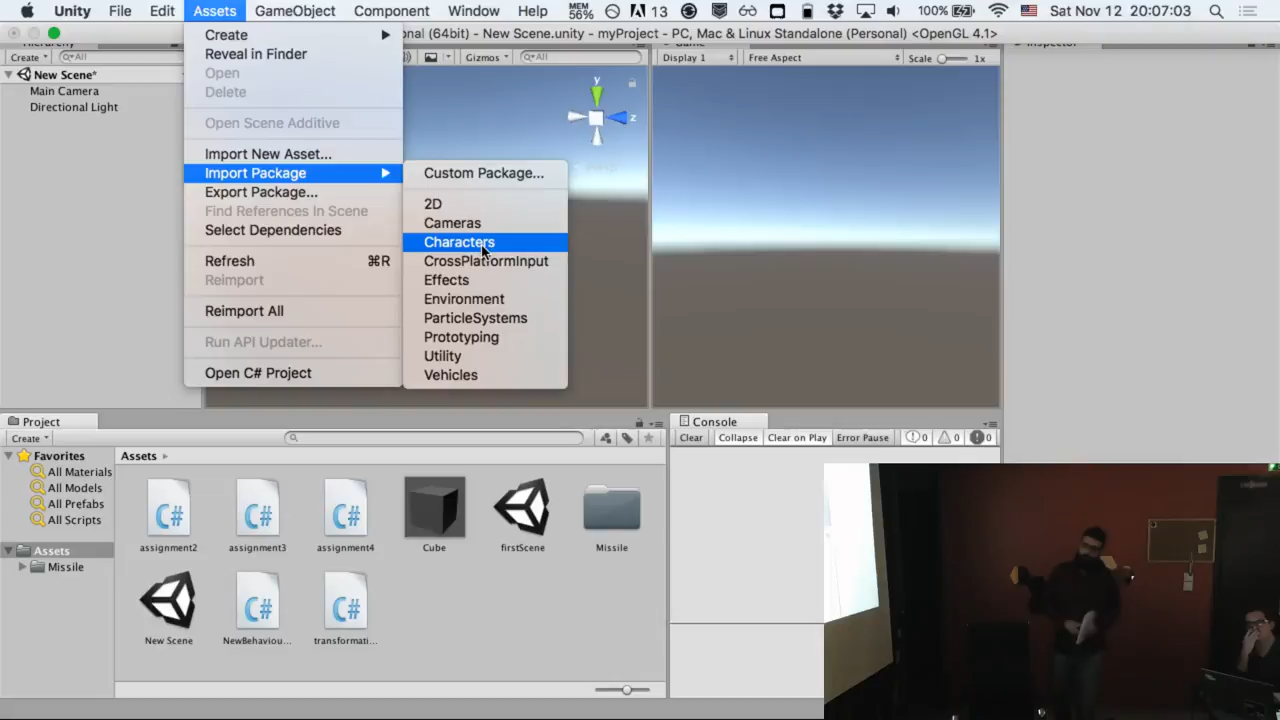 Unity File Edit Assets GameObject Component Window Help MEM 56% 13 100% Sat Nov 12 20:07:03
onal (64bit) - New Scene.unity - myProject - PC, Mac & Linux Standalone (Personal) <OpenGL 4.1>
Hierarchy
Game
Inspector
Create All
Gizmos All
Display 1 Free Aspect Scale 1x
New Scene*
Main Camera
Directional Light
Create
Reveal in Finder
Open
Delete
Open Scene Additive
Import New Asset...
Import Package
Export Package...
Find References In Scene
Select Dependencies
Refresh ⌘R
Reimport
Reimport All
Run API Updater...
Open C# Project
Custom Package...
2D
Cameras
Characters
CrossPlatformInput
Effects
Environment
ParticleSystems
Prototyping
Utility
Vehicles
y
z
Project
Create
Favorites
All Materials
All Models
All Prefabs
All Scripts
Assets
Missile
Assets
C# C# C#
assignment2 assignment3 assignment4 Cube firstScene Missile
C# C#
New Scene NewBehaviou... transformati...
Console
Clear Collapse Clear on Play Error Pause 0 0 0